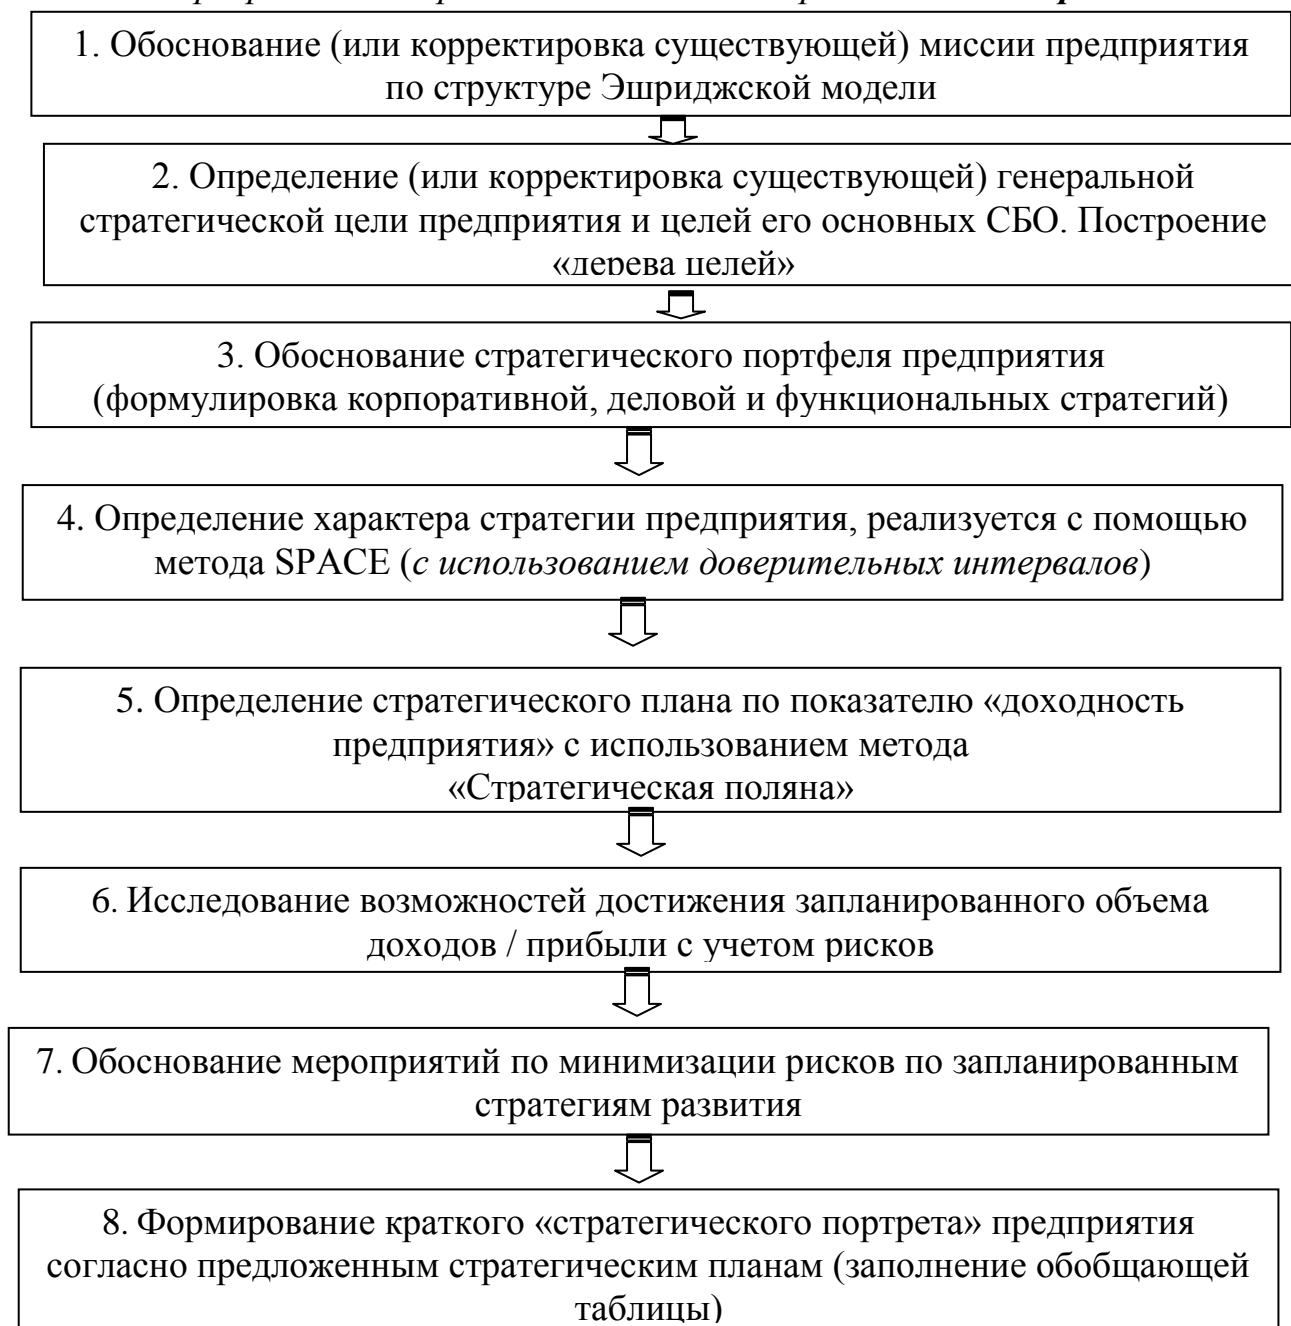 1. Обоснование (или корректировка существующей) миссии предприятия
по структуре Эшриджской модели
2. Определение (или корректировка существующей) генеральной
стратегической цели предприятия и целей его основных СБО. Построение
«дерева целей»
3. Обоснование стратегического портфеля предприятия
(формулировка корпоративной, деловой и функциональных стратегий)
4. Определение характера стратегии предприятия, реализуется с помощью
метода SPACE (с использованием доверительных интервалов)
5. Определение стратегического плана по показателю «доходность
предприятия» с использованием метода
«Стратегическая поляна»
6. Исследование возможностей достижения запланированного объема
доходов / прибыли с учетом рисков
7. Обоснование мероприятий по минимизации рисков по запланированным
стратегиям развития
8. Формирование краткого «стратегического портрета» предприятия
согласно предложенным стратегическим планам (заполнение обобщающей
таблицы)